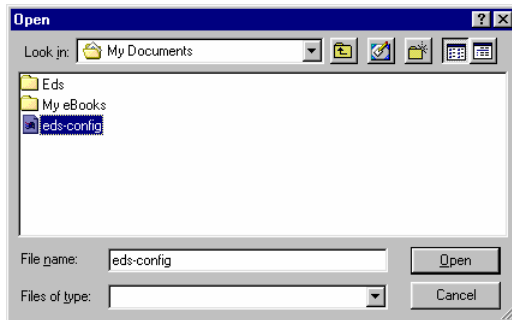 Open
Look in: My Documents
Eds
My eBooks
eds-config
File name: eds-config Open
Files of type: Cancel